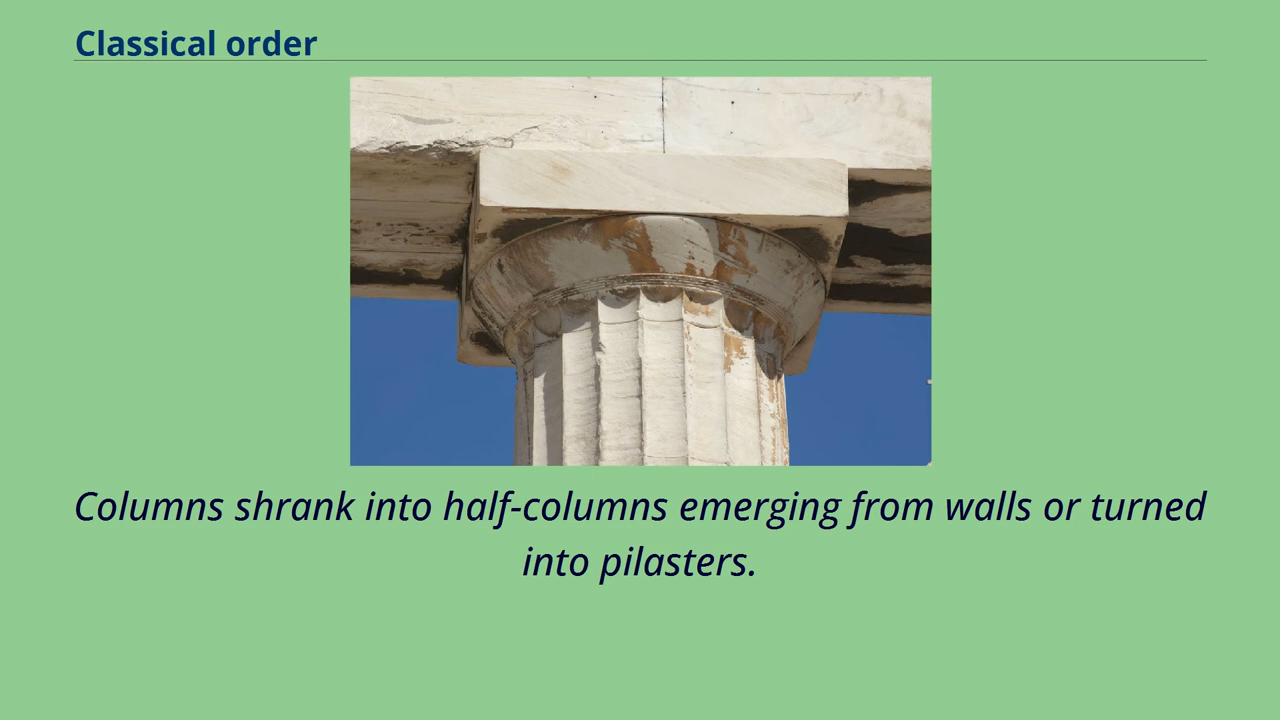 Classical order
Columns shrank into half-columns emerging from walls or turned
into pilasters.